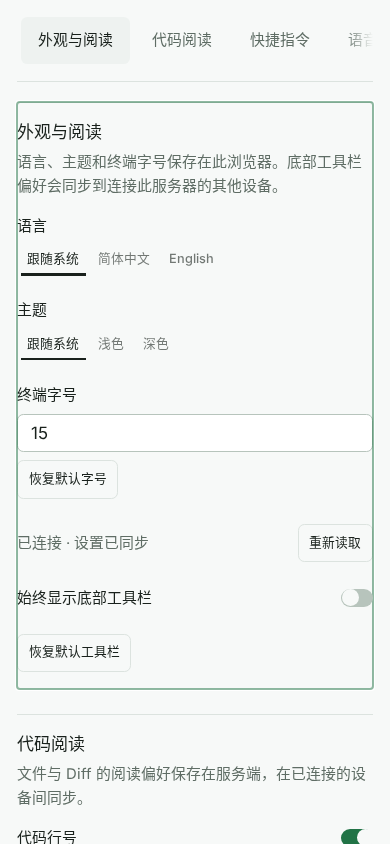 外观与阅读 代码阅读 快捷指令 语言
外观与阅读
语言、主题和终端字号保存在此浏览器。底部工具栏
偏好会同步到连接此服务器的其他设备。
语言
跟随系统 简体中文 English
主题
跟随系统 浅色 深色
终端字号
15
恢复默认字号
已连接 · 设置已同步 重新读取
始终显示底部工具栏
恢复默认工具栏
代码阅读
文件与 Diff 的阅读偏好保存在服务端，在已连接的设
备间同步。
代码行号